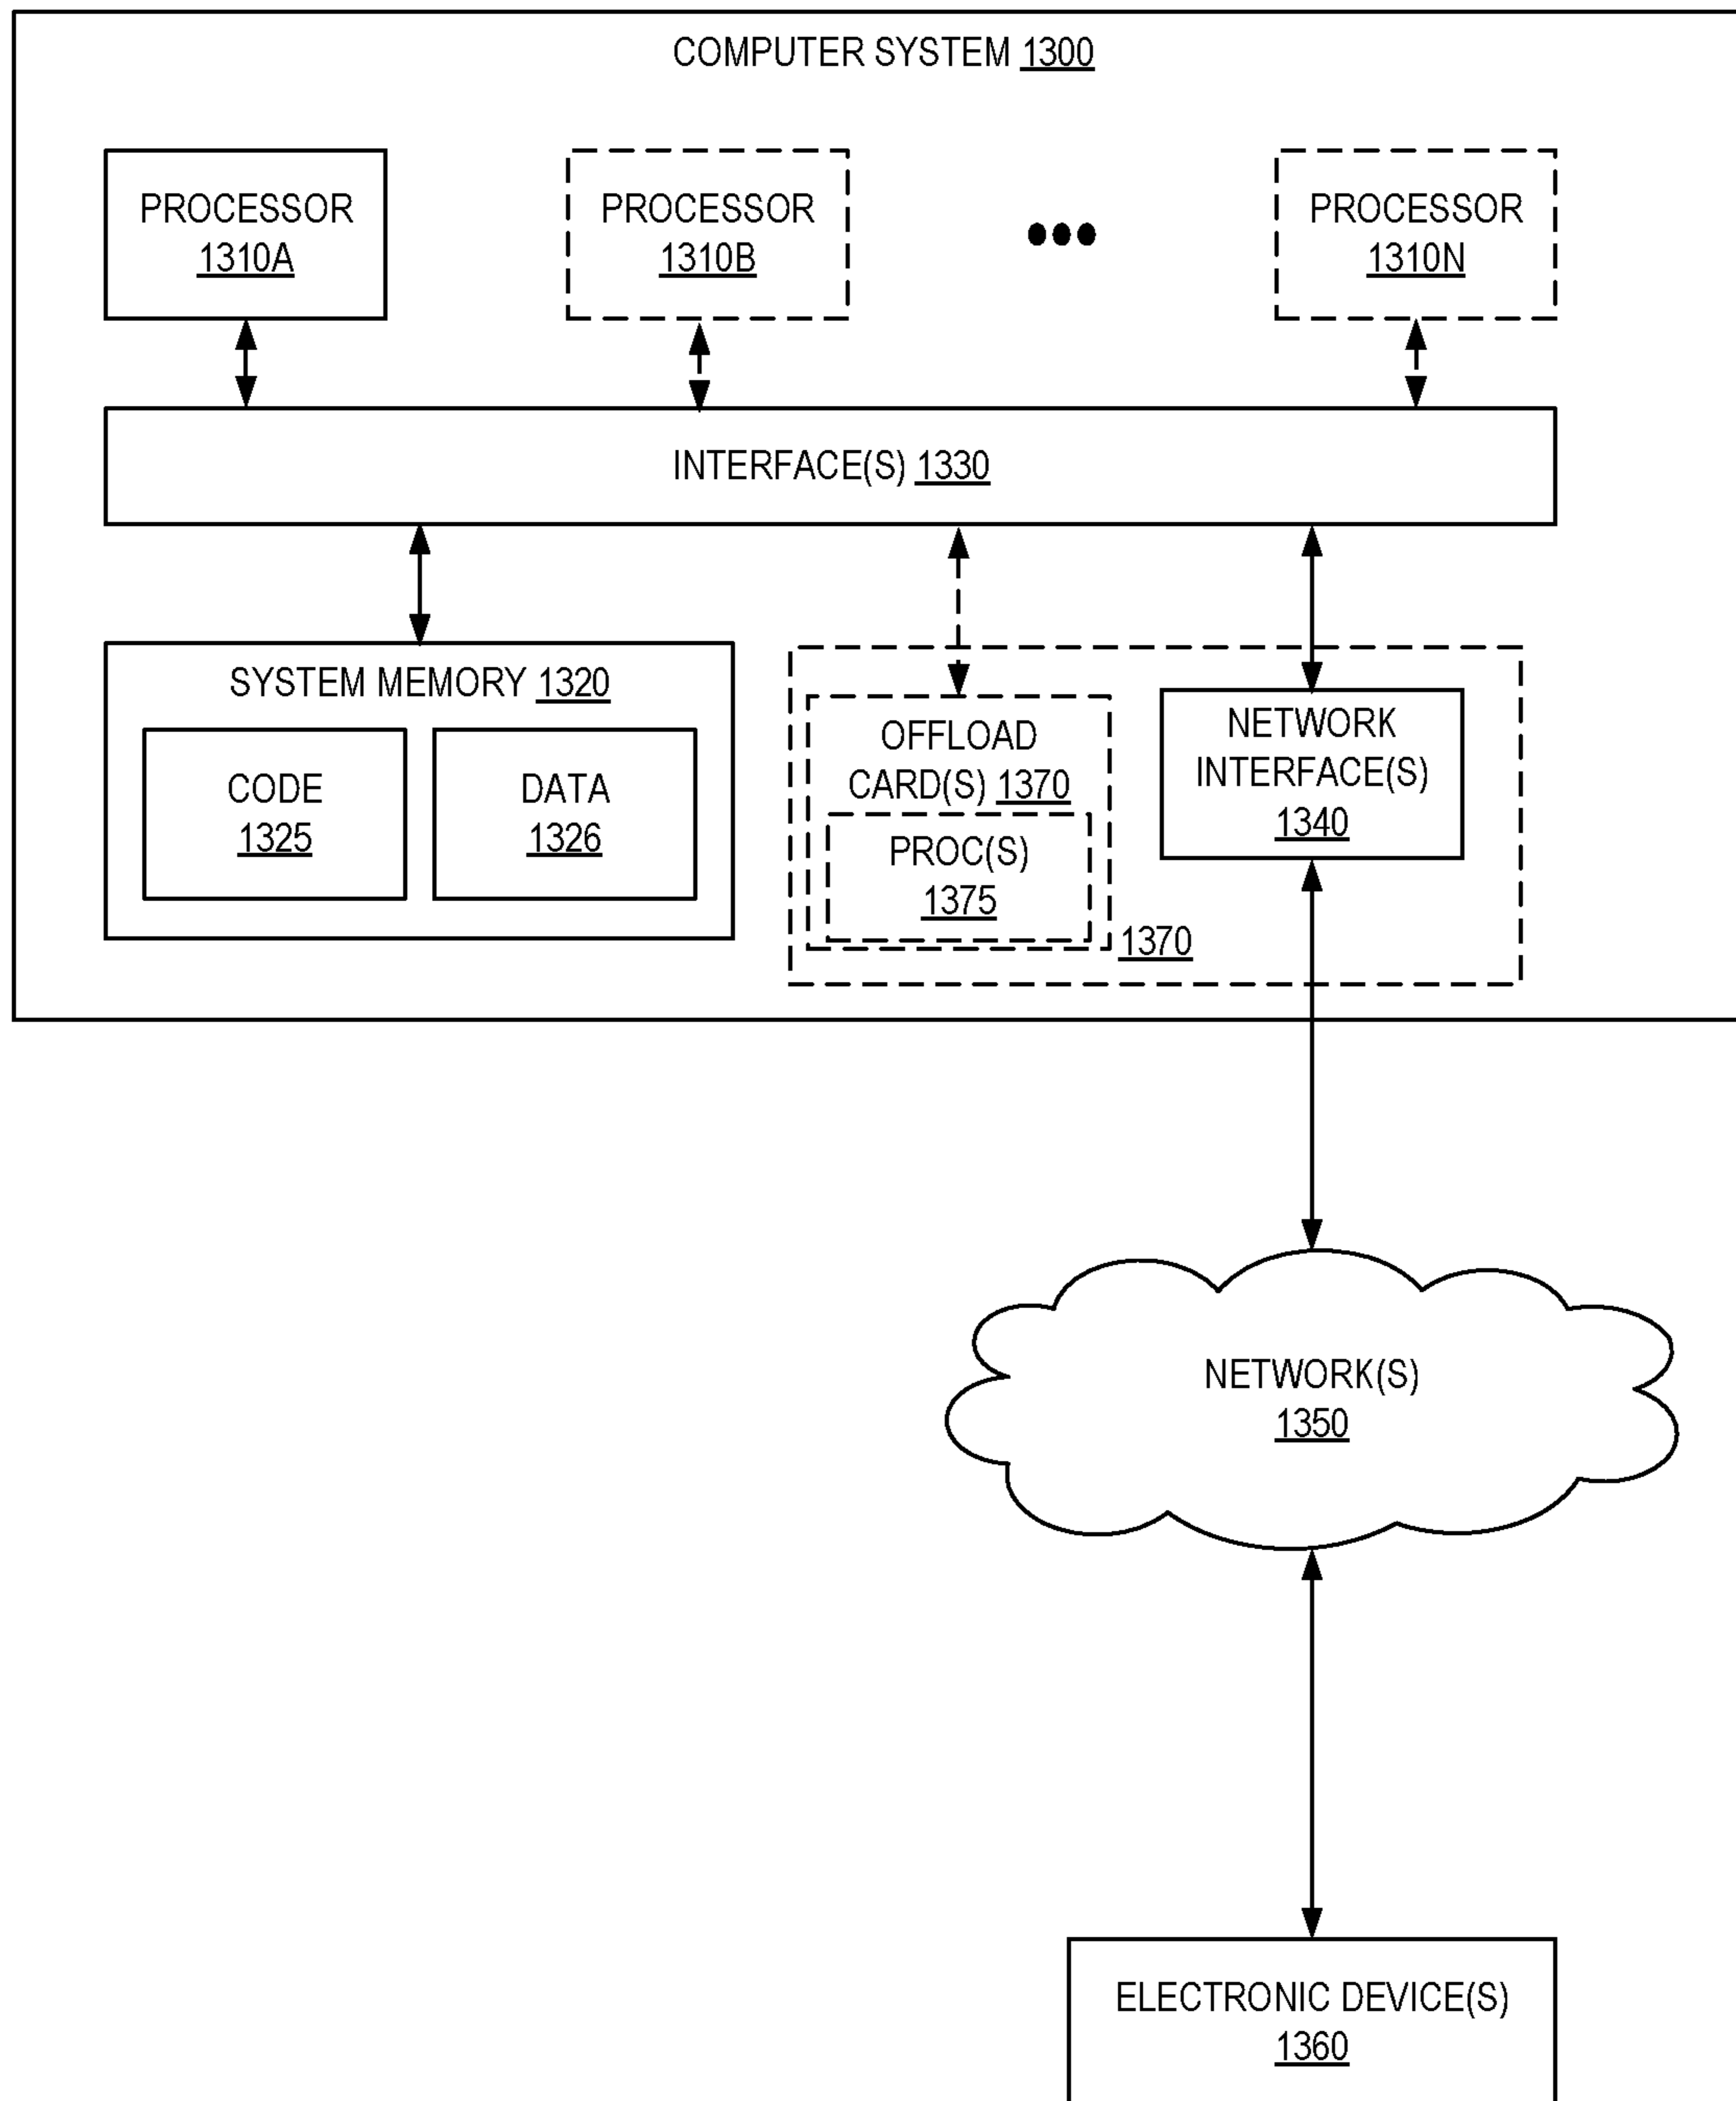 COMPUTER SYSTEM 1300
PROCESSOR
1310A
PROCESSOR
1310B
PROCESSOR
1310N
INTERFACE(S) 1330
SYSTEM MEMORY 1320
CODE
1325
DATA
1326
OFFLOAD
CARD(S) 1370
PROC(S)
1375
1370
NETWORK
INTERFACE(S)
1340
NETWORK(S)
1350
ELECTRONIC DEVICE(S)
1360